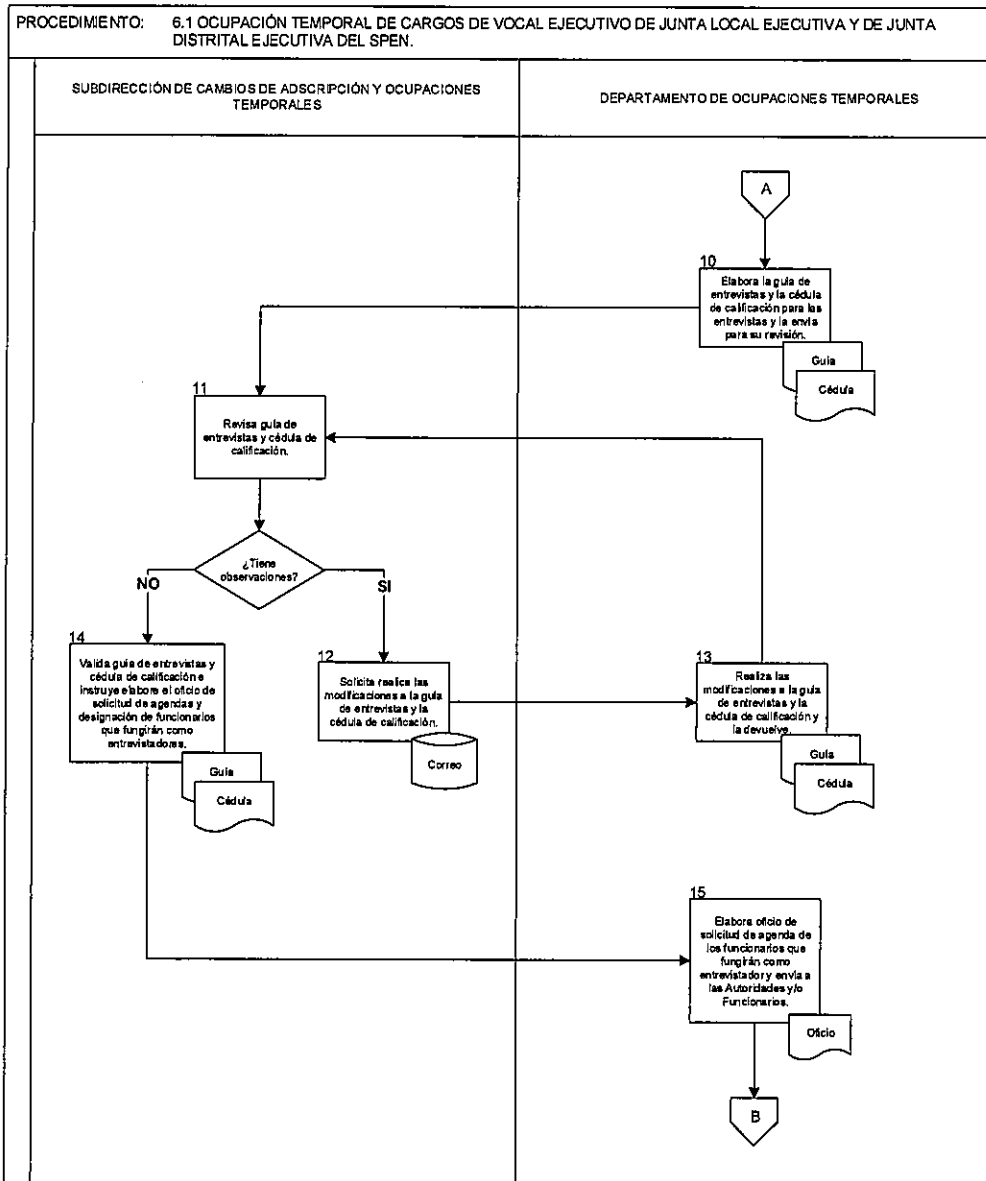 PROCEDIMIENTO: 6.1 OCUPACIÓN TEMPORAL DE CARGOS DE VOCAL EJECUTIVO DE JUNTA LOCAL EJECUTIVA Y DE JUNTA
DISTRITAL EJECUTIVA DEL SPEN.
SUBDIRECCIÓN DE CAMBIOS DE ADSCRIPCIÓN Y OCUPACIONES
TEMPORALES
DEPARTAMENTO DE OCUPACIONES TEMPORALES
A
10
Elabora la guía de
entrevistas y la cédula
de calificación para las
entrevistas y la envía
para su revisión.
Guía
Cédula
11
Revisa guía de
entrevistas y cédula de
calificación.
¿Tiene
observaciones?
NO
SI
14
Valida guía de entrevistas y
cédula de calificación e
instruye elabore el oficio de
solicitud de agendas y
designación de funcionarios
que fungirán como
entrevistadores.
Guía
Cédula
12
Solicita realice las
modificaciones a la guía
de entrevistas y la
cédula de calificación.
Correo
13
Realiza las
modificaciones a la guía
de entrevistas y la
cédula de calificación y
la devuelve.
Guía
Cédula
15
Elabora oficio de
solicitud de agenda de
los funcionarios que
fungirán como
entrevistador y envía a
las Autoridades y/o
Funcionarios.
Oficio
B